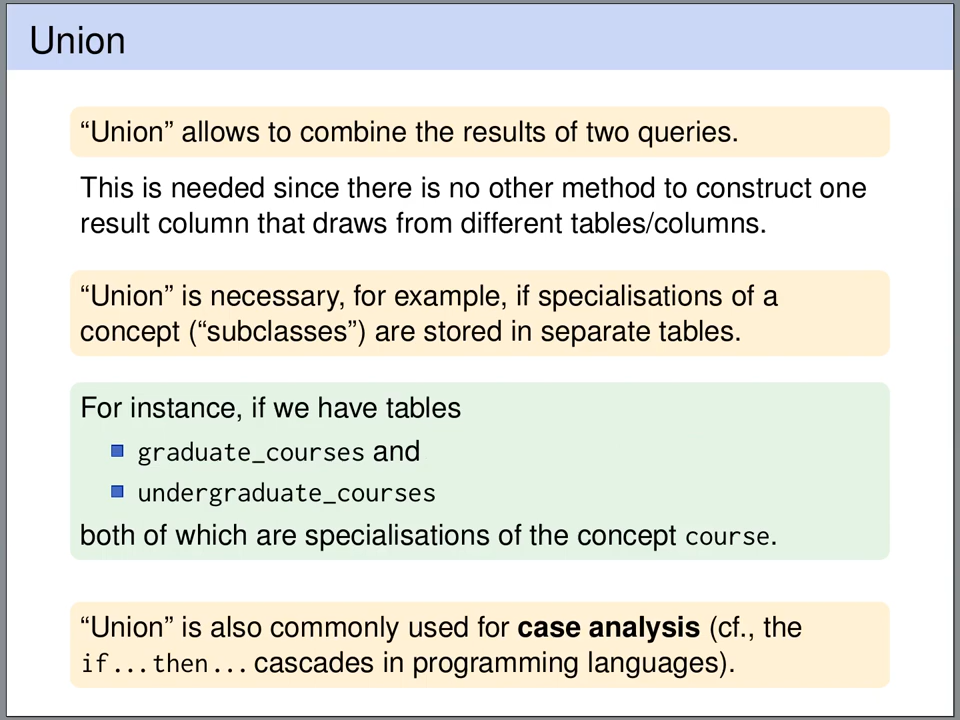 Union
“Union” allows to combine the results of two queries.
This is needed since there is no other method to construct one
result column that draws from different tables/columns.
“Union” is necessary, for example, if specialisations of a
concept (“subclasses”) are stored in separate tables.
For instance, if we have tables
graduate_courses and
undergraduate_courses
both of which are specialisations of the concept course.
“Union” is also commonly used for case analysis (cf., the
if...then... cascades in programming languages).